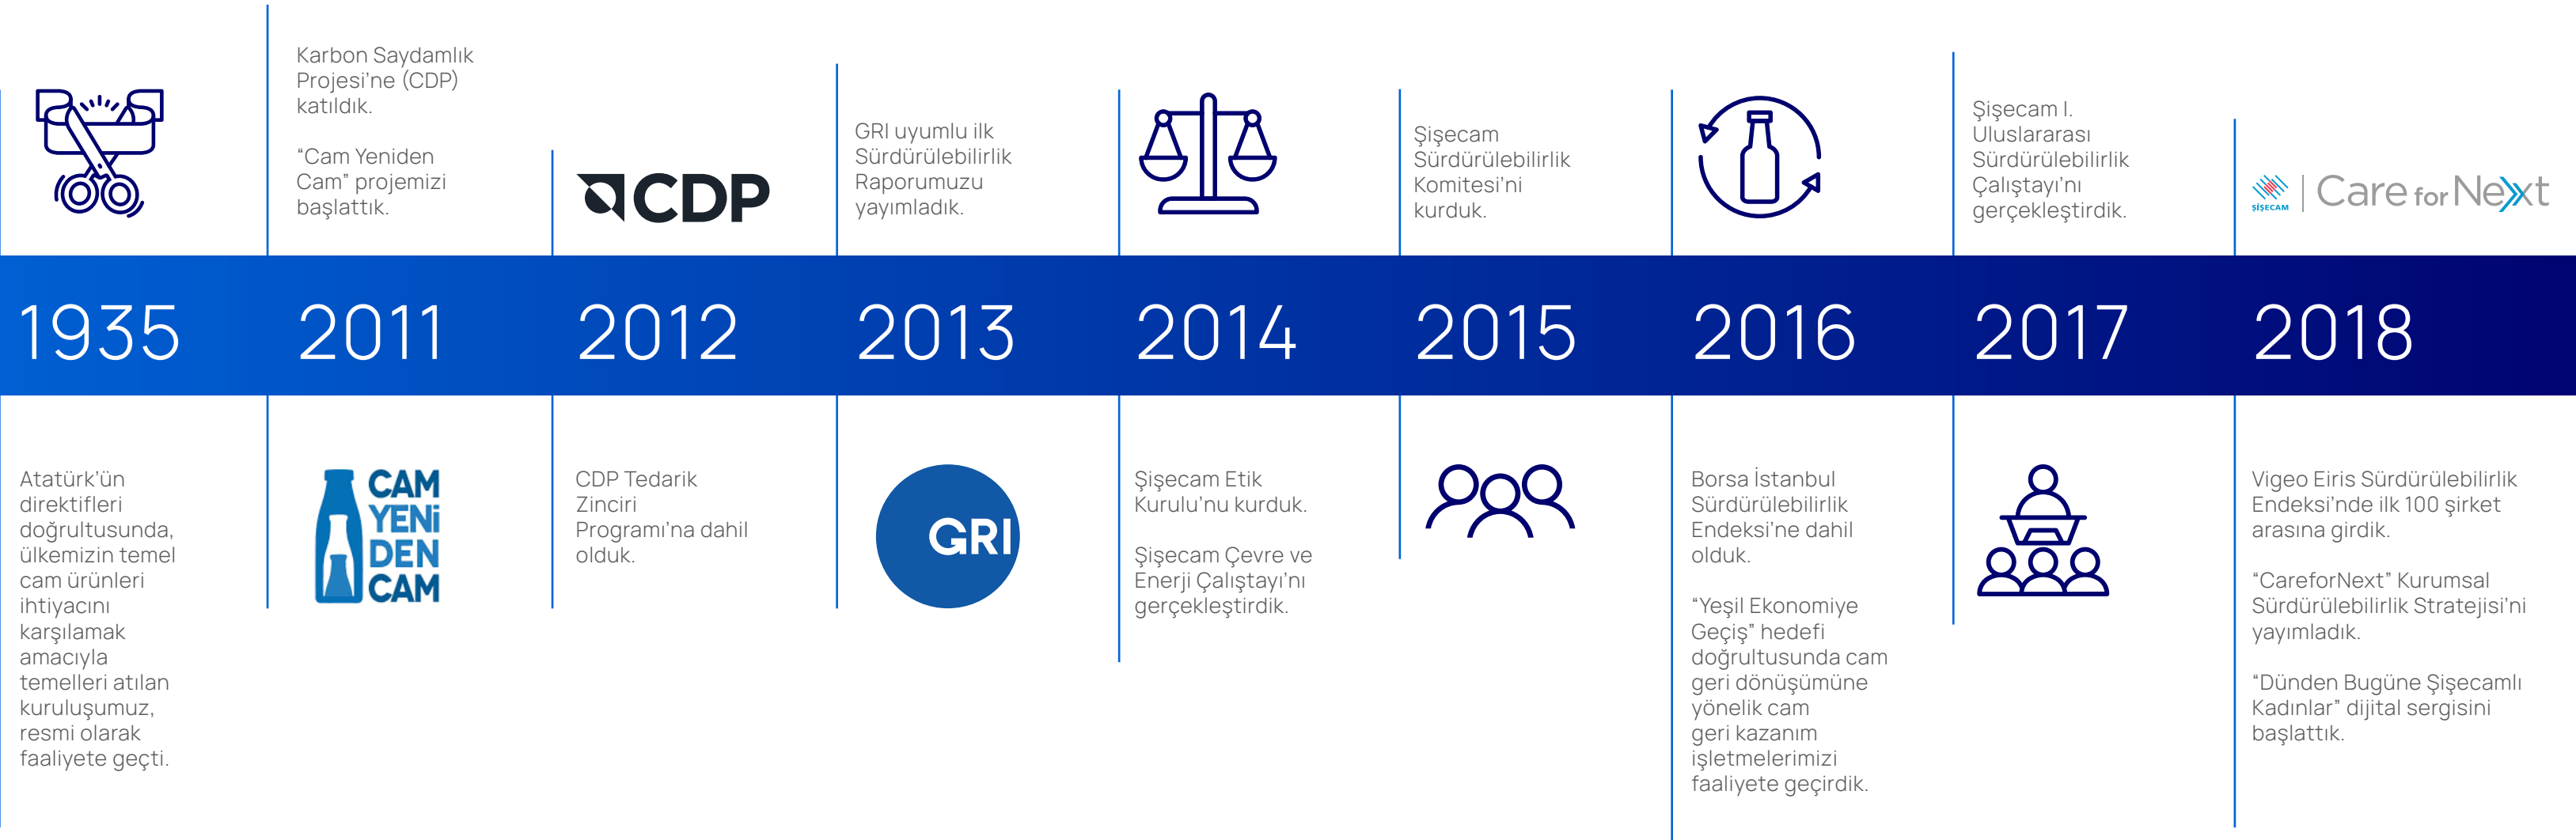 1935
Atatürk'ün
direktifleri
doğrultusunda,
ülkemizin temel
cam ürünleri
ihtiyacını
karşılamak
amacıyla
temelleri atılan
kuruluşumuz,
resmi olarak
faaliyete geçti.
Karbon Saydamlık
Projesi'ne (CDP)
katıldık.
“Cam Yeniden
Cam” projemizi
başlattık.
2011
CAM
YENİ
DEN
CAM
CDP
2012
CDP Tedarik
Zinciri
Programı'na dahil
olduk.
GRI uyumlu ilk
Sürdürülebilirlik
Raporumuzu
yayımladık.
2013
GRI
2014
Şişecam Etik
Kurulu'nu kurduk.
Şişecam Çevre ve
Enerji Çalıştayı'nı
gerçekleştirdik.
Şişecam
Sürdürülebilirlik
Komitesi'ni
kurduk.
2015
2016
Borsa İstanbul
Sürdürülebilirlik
Endeksi'ne dahil
olduk.
“Yeşil Ekonomiye
Geçiş” hedefi
doğrultusunda cam
geri dönüşümüne
yönelik cam
geri kazanım
işletmelerimizi
faaliyete geçirdik.
Şişecam I.
Uluslararası
Sürdürülebilirlik
Çalıştayı'nı
gerçekleştirdik.
2017
ŞİŞECAM
Care for Next
2018
Vigeo Eiris Sürdürülebilirlik
Endeksi'nde ilk 100 şirket
arasına girdik.
“CareforNext” Kurumsal
Sürdürülebilirlik Stratejisi'ni
yayımladık.
“Dünden Bugüne Şişecamlı
Kadınlar” dijital sergisini
başlattık.